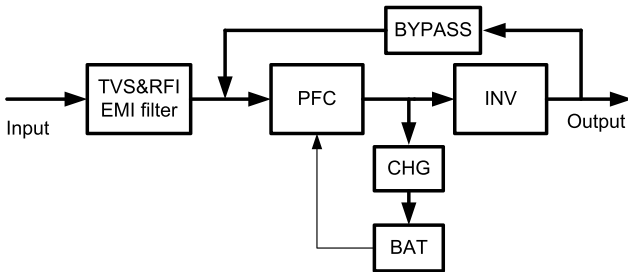 BYPASS
TVS&RFI
EMI filter
PFC
INV
Input
Output
CHG
BAT